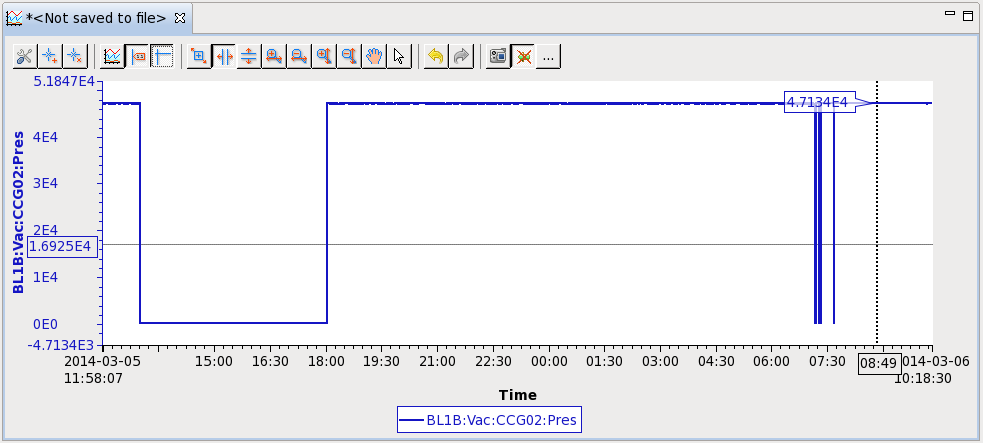 *<Not saved to file>
...
5.1847E4
4E4
3E4
2E4
1.6925E4
1E4
0E0
-4.7134E3
BL1B:Vac:CCG02:Pres
4.7134E4
2014-03-05
11:58:07
15:00
16:30
18:00
19:30
21:00
22:30
00:00
01:30
03:00
04:30
06:00
07:30
08:49
014-03-06
10:18:30
Time
BL1B:Vac:CCG02:Pres